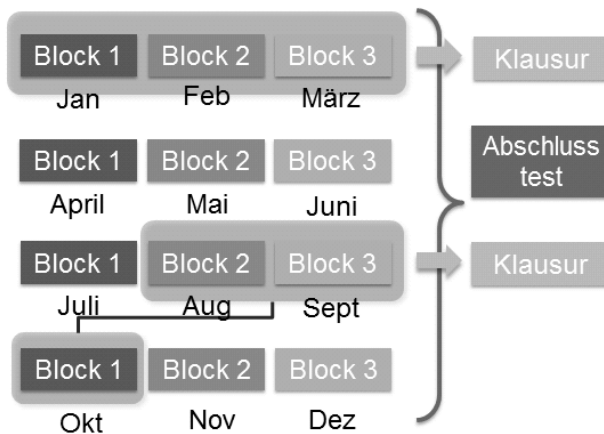 Block 1 Block 2 Block 3 Klausur
Jan Feb März
Block 1 Block 2 Block 3 Abschluss
test
April Mai Juni
Block 1 Block 2 Block 3 Klausur
Juli Aug Sept
Block 1 Block 2 Block 3
Okt Nov Dez